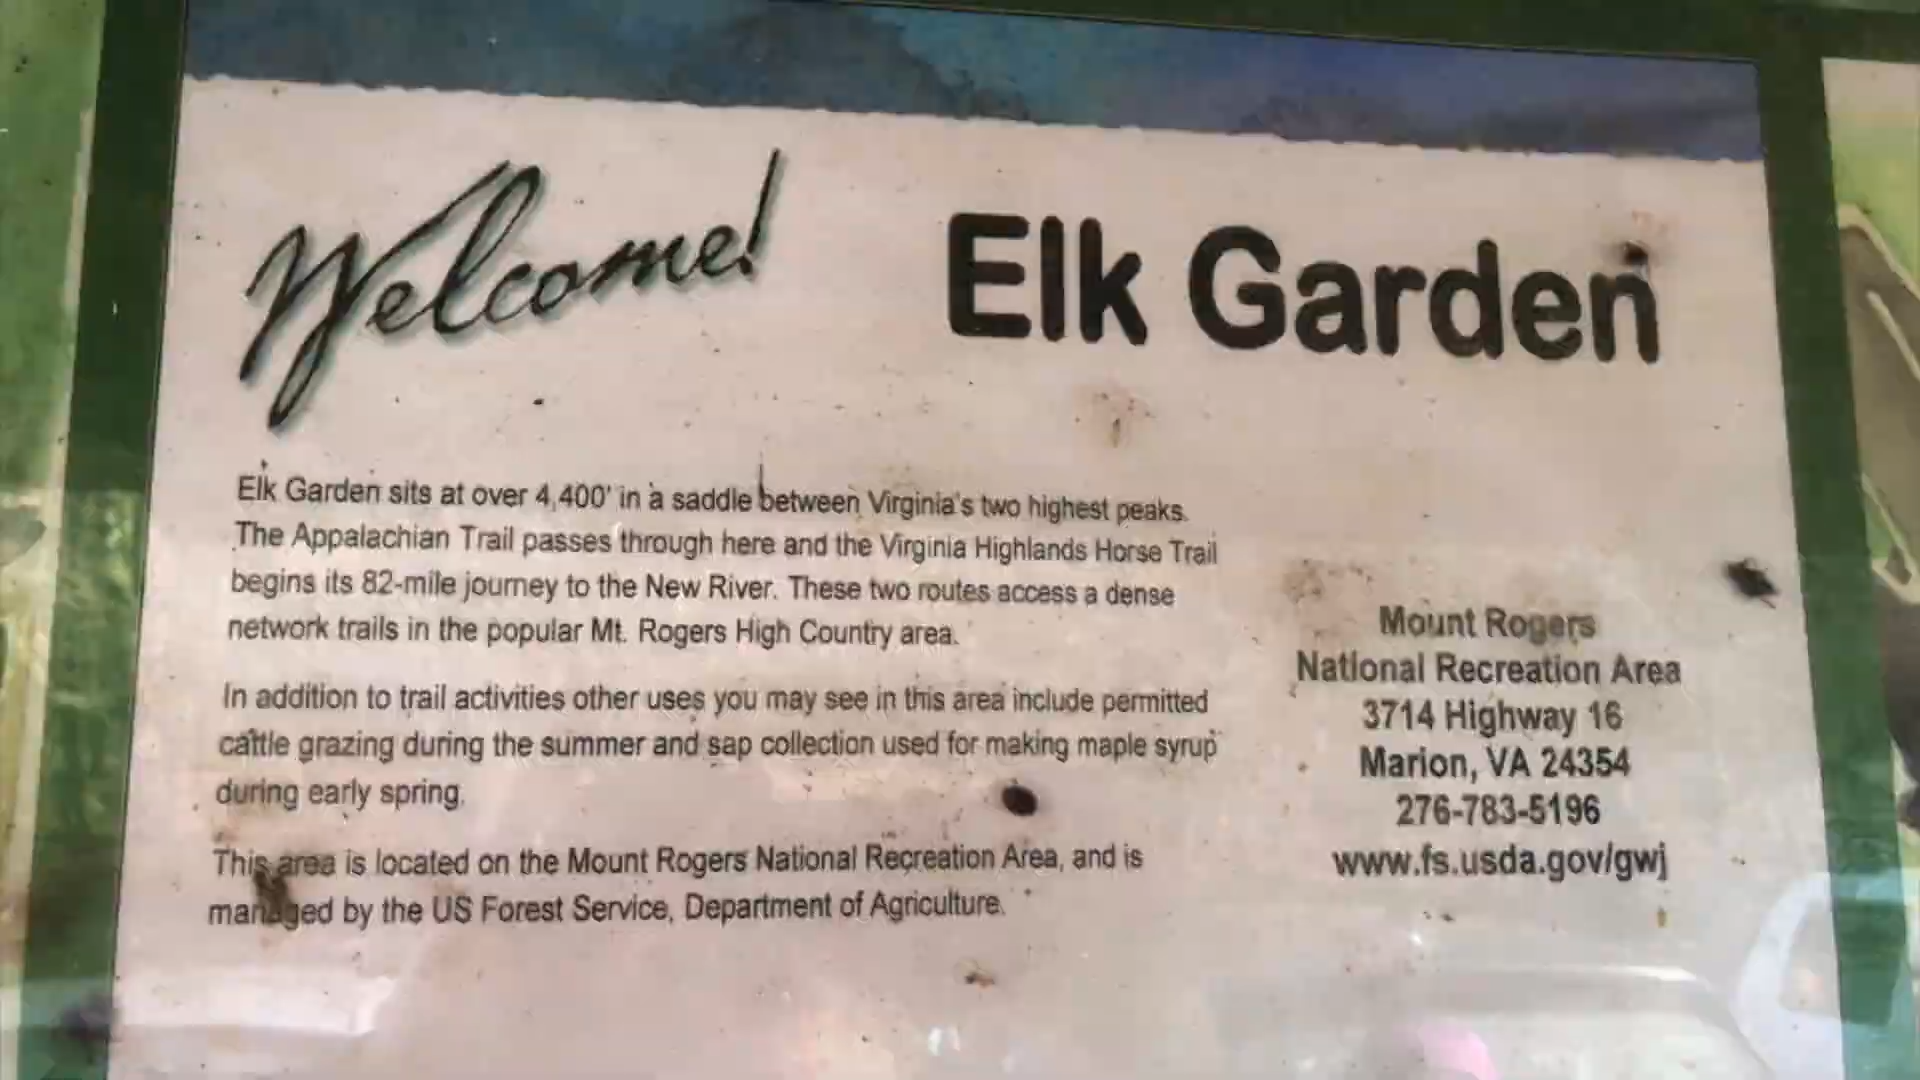 Welcome!
Elk Garden
Elk Garden sits at over 4,400' in a saddle between Virginia's two highest peaks.
The Appalachian Trail passes through here and the Virginia Highlands Horse Trail
begins its 82-mile journey to the New River. These two routes access a dense
network trails in the popular Mt. Rogers High Country area.
In addition to trail activities other uses you may see in this area include permitted
cattle grazing during the summer and sap collection used for making maple syrup
during early spring.
This area is located on the Mount Rogers National Recreation Area, and is
managed by the US Forest Service, Department of Agriculture.
Mount Rogers
National Recreation Area
3714 Highway 16
Marion, VA 24354
276-783-5196
www.fs.usda.gov/gwj